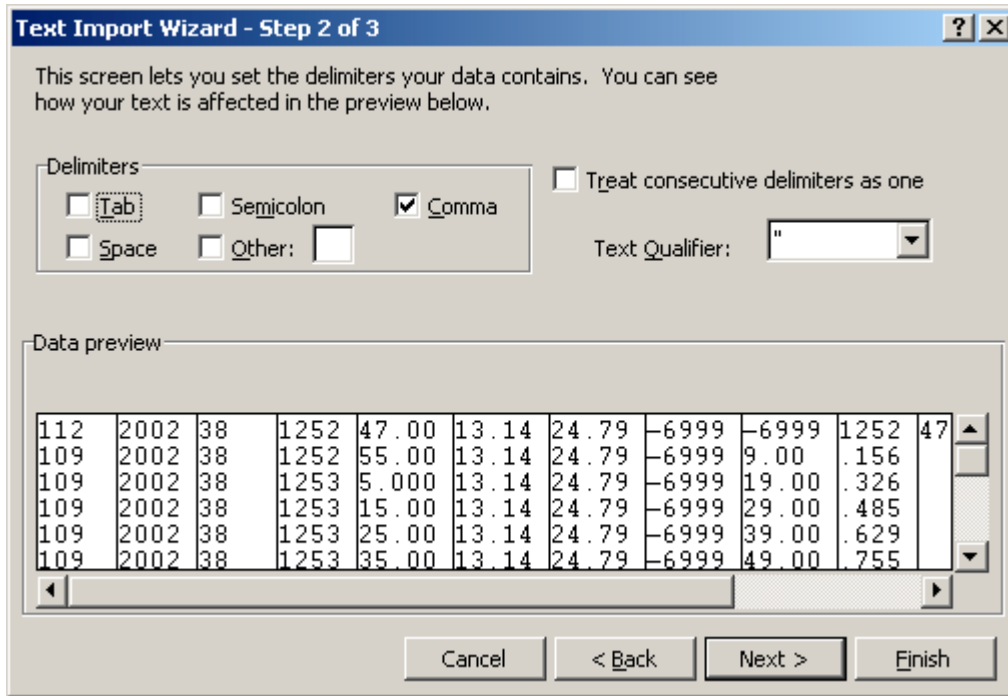 Text Import Wizard - Step 2 of 3
This screen lets you set the delimiters your data contains. You can see
how your text is affected in the preview below.
Delimiters
Tab Semicolon Comma
Space Other:
Treat consecutive delimiters as one
Text Qualifier: "
Data preview
112 2002 38 1252 47.00 13.14 24.79 -6999 -6999 1252 47
109 2002 38 1252 55.00 13.14 24.79 -6999 9.00 .156
109 2002 38 1253 5.000 13.14 24.79 -6999 19.00 .326
109 2002 38 1253 15.00 13.14 24.79 -6999 29.00 .485
109 2002 38 1253 25.00 13.14 24.79 -6999 39.00 .629
109 2002 38 1253 35.00 13.14 24.79 -6999 49.00 .755
Cancel < Back Next > Finish